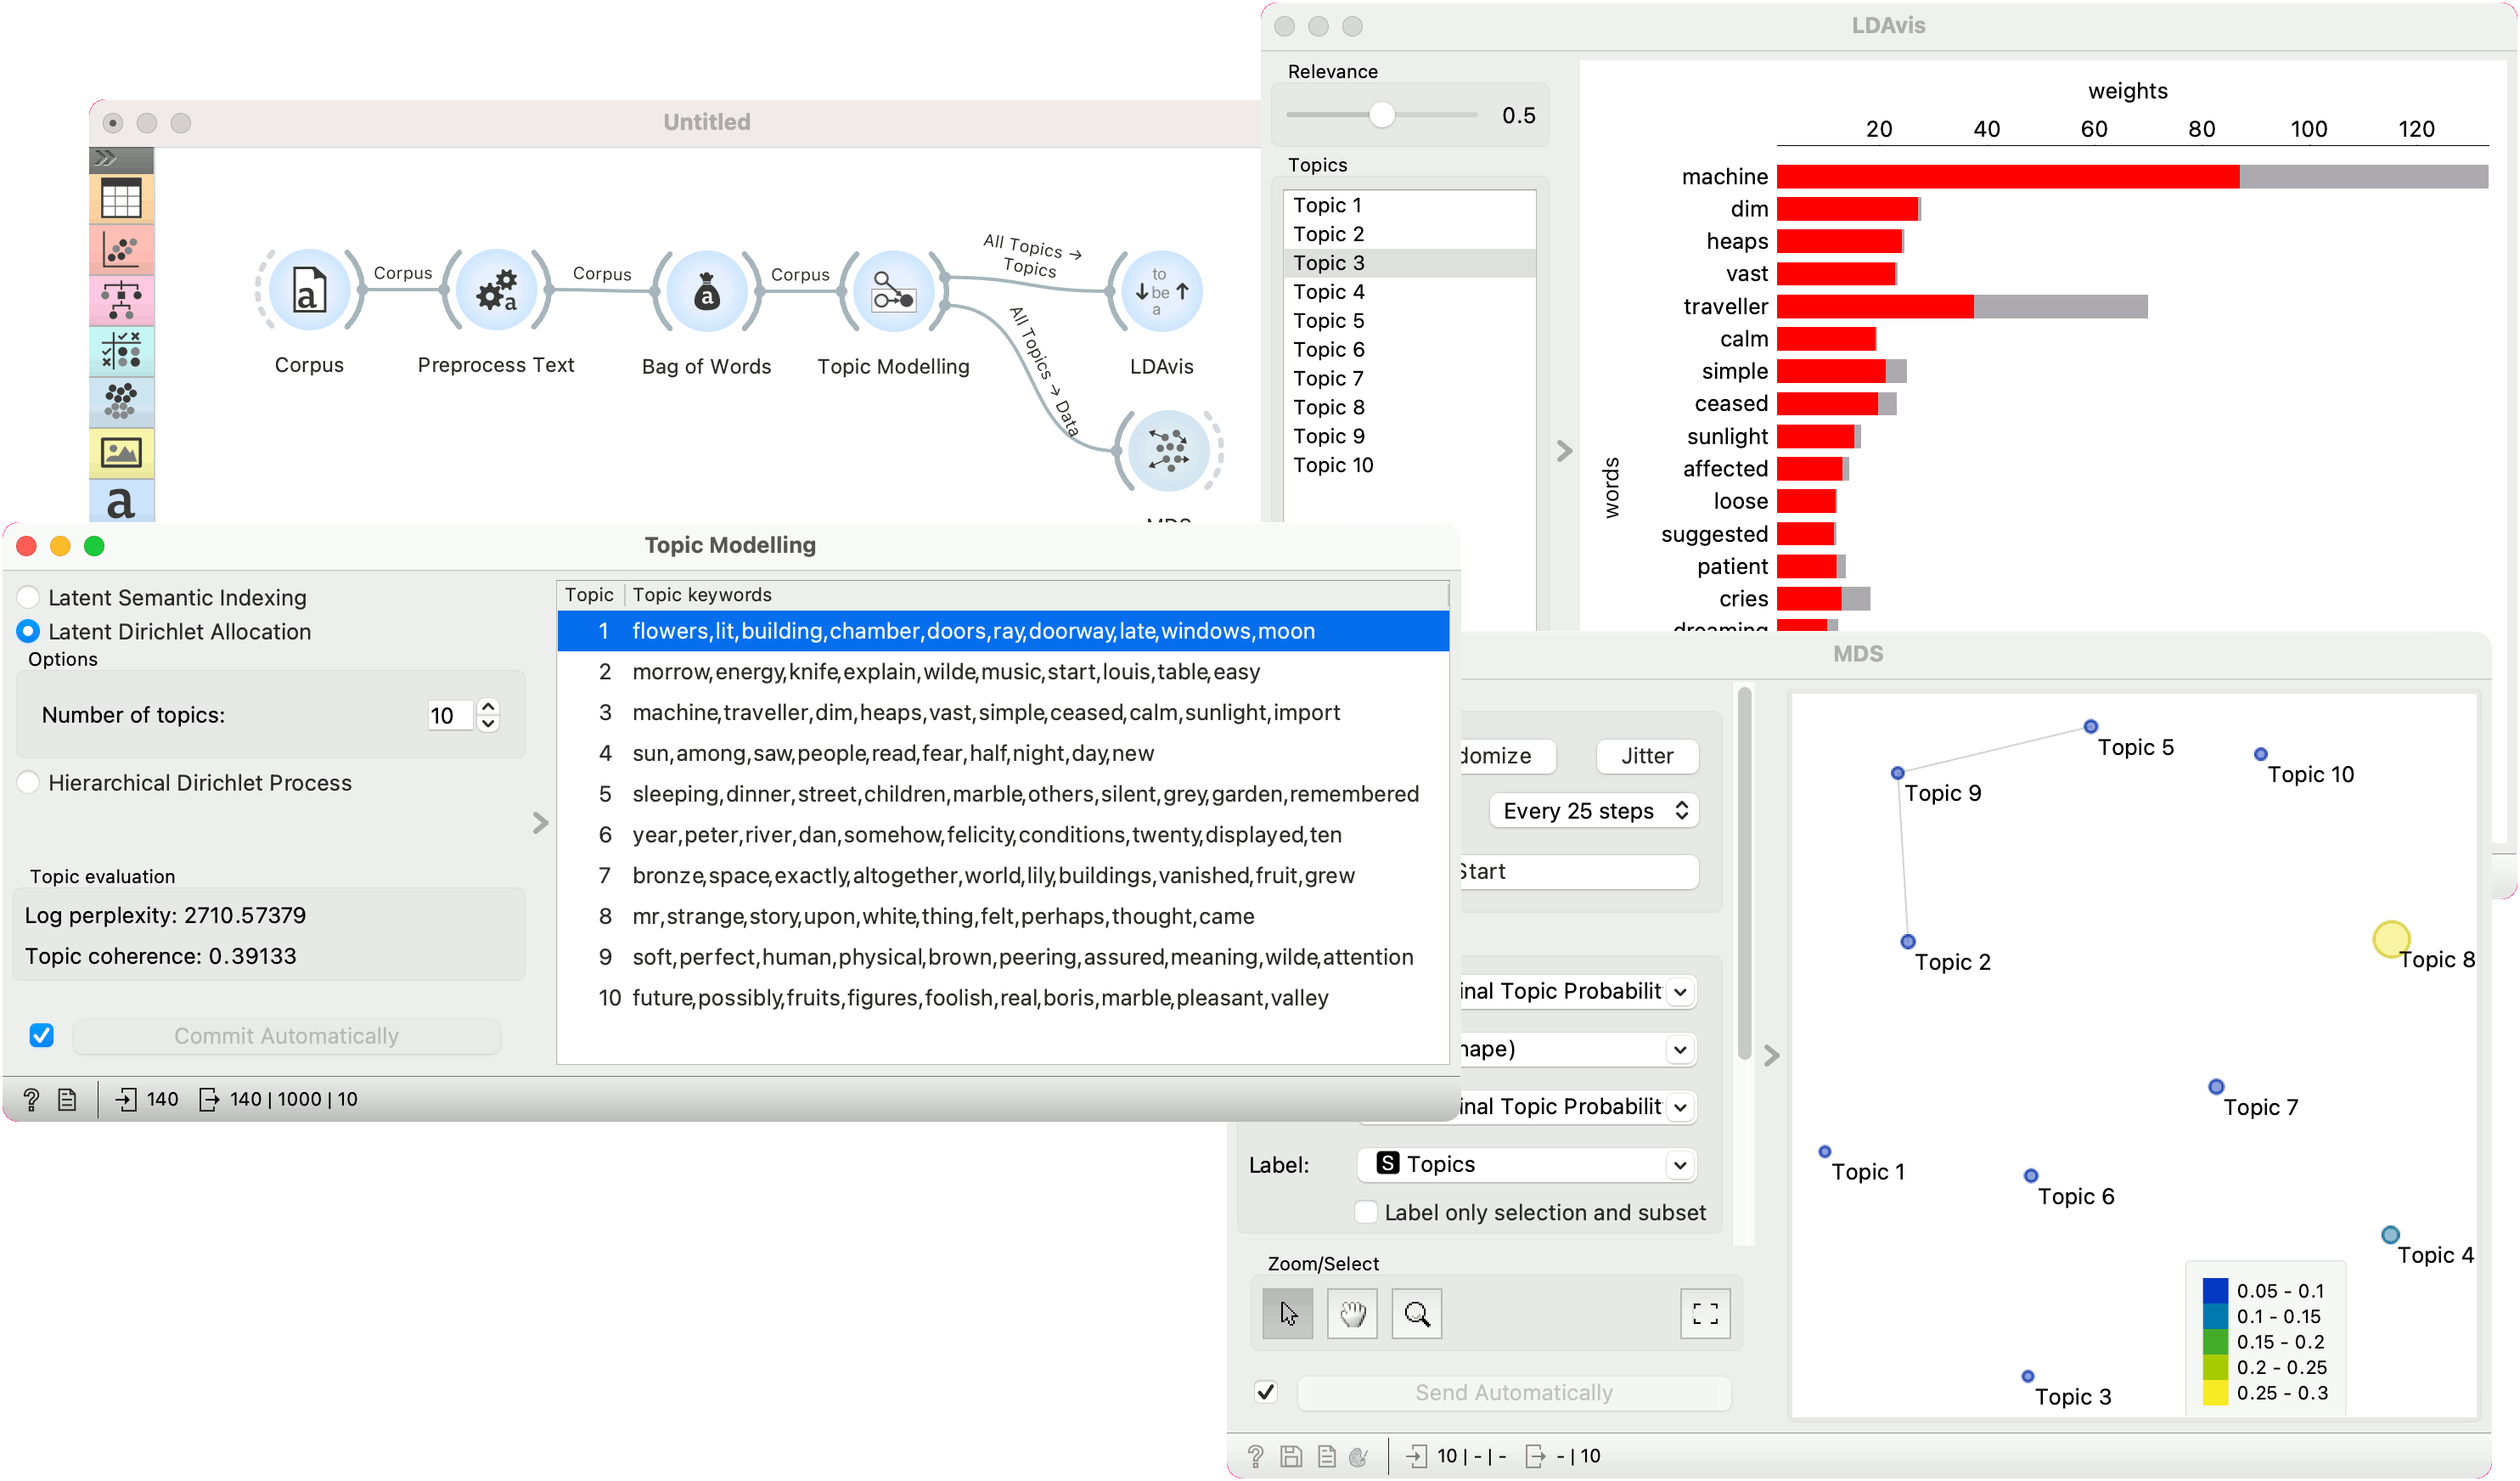 Untitled
Corpus
Corpus
Corpus
All Topics → Topics
All Topics → Data
Corpus
Preprocess Text
Bag of Words
Topic Modelling
to be a
LDAvis
a
LDAvis
Relevance
0.5
Topics
Topic 1
Topic 2
Topic 3
Topic 4
Topic 5
Topic 6
Topic 7
Topic 8
Topic 9
Topic 10
weights
20 40 60 80 100 120
words
machine
dim
heaps
vast
traveller
calm
simple
ceased
sunlight
affected
loose
suggested
patient
cries
dreaming
Topic Modelling
Latent Semantic Indexing
Latent Dirichlet Allocation
Options
Number of topics: 10
Hierarchical Dirichlet Process
Topic evaluation
Log perplexity: 2710.57379
Topic coherence: 0.39133
Commit Automatically
? 140 140 | 1000 | 10
Topic Topic keywords
1 flowers,lit,building,chamber,doors,ray,doorway,late,windows,moon
2 morrow,energy,knife,explain,wilde,music,start,louis,table,easy
3 machine,traveller,dim,heaps,vast,simple,ceased,calm,sunlight,import
4 sun,among,saw,people,read,fear,half,night,day,new
5 sleeping,dinner,street,children,marble,others,silent,grey,garden,remembered
6 year,peter,river,dan,somehow,felicity,conditions,twenty,displayed,ten
7 bronze,space,exactly,altogether,world,lily,buildings,vanished,fruit,grew
8 mr,strange,story,upon,white,thing,felt,perhaps,thought,came
9 soft,perfect,human,physical,brown,peering,assured,meaning,wilde,attention
10 future,possibly,fruits,figures,foolish,real,boris,marble,pleasant,valley
MDS
domize Jitter
Every 25 steps
Start
inal Topic Probabilit
hape)
inal Topic Probabilit
Label: S Topics
Label only selection and subset
Zoom/Select
Send Automatically
? 10 | - | - - | 10
Topic 5
Topic 10
Topic 9
Topic 2
Topic 8
Topic 7
Topic 1
Topic 6
Topic 4
Topic 3
0.05 - 0.1
0.1 - 0.15
0.15 - 0.2
0.2 - 0.25
0.25 - 0.3